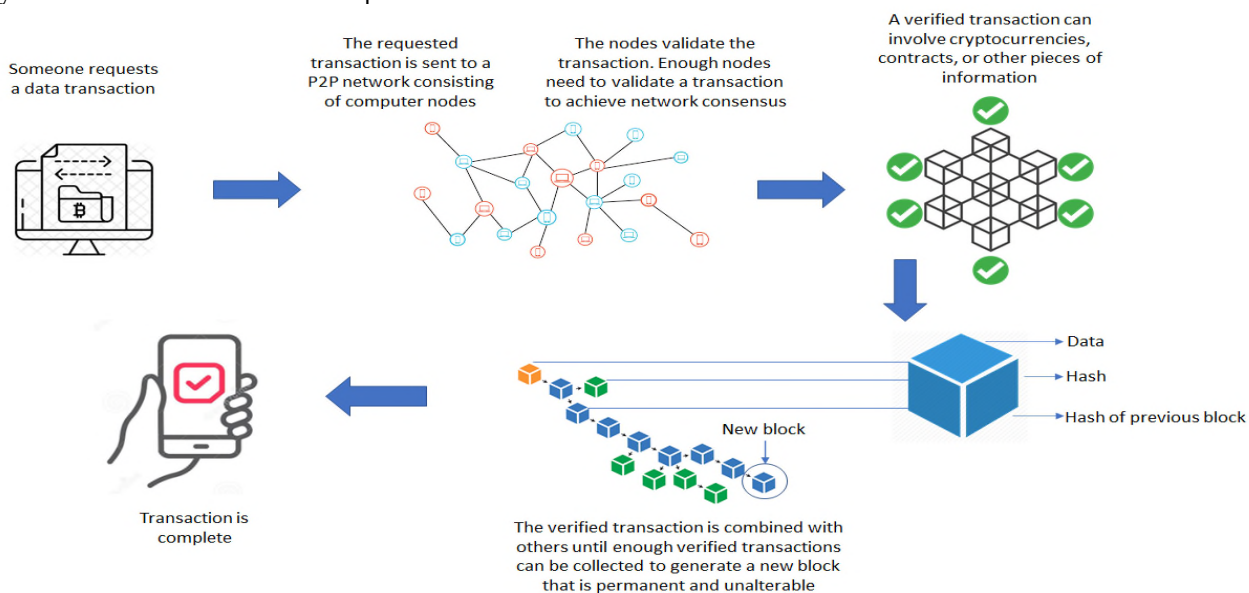 Someone requests
a data transaction
The requested
transaction is sent to a
P2P network consisting
of computer nodes
The nodes validate the
transaction. Enough nodes
need to validate a transaction
to achieve network consensus
A verified transaction can
involve cryptocurrencies,
contracts, or other pieces of
information
Data
Hash
Hash of previous block
New block
The verified transaction is combined with
others until enough verified transactions
can be collected to generate a new block
that is permanent and unalterable
Transaction is
complete